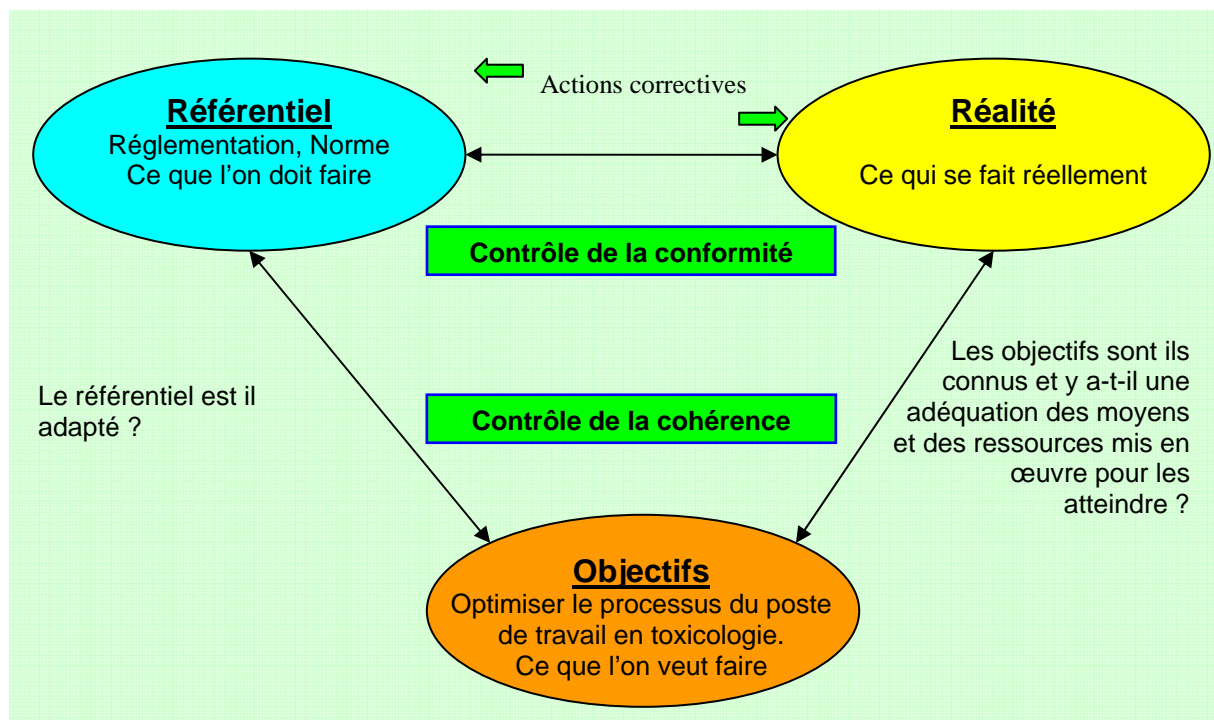 Actions correctives
Référentiel
Réglementation, Norme
Ce que l'on doit faire
Réalité
Ce qui se fait réellement
Contrôle de la conformité
Le référentiel est il
adapté ?
Contrôle de la cohérence
Les objectifs sont ils
connus et y a-t-il une
adéquation des moyens
et des ressources mis en
œuvre pour les
atteindre ?
Objectifs
Optimiser le processus du poste
de travail en toxicologie.
Ce que l'on veut faire